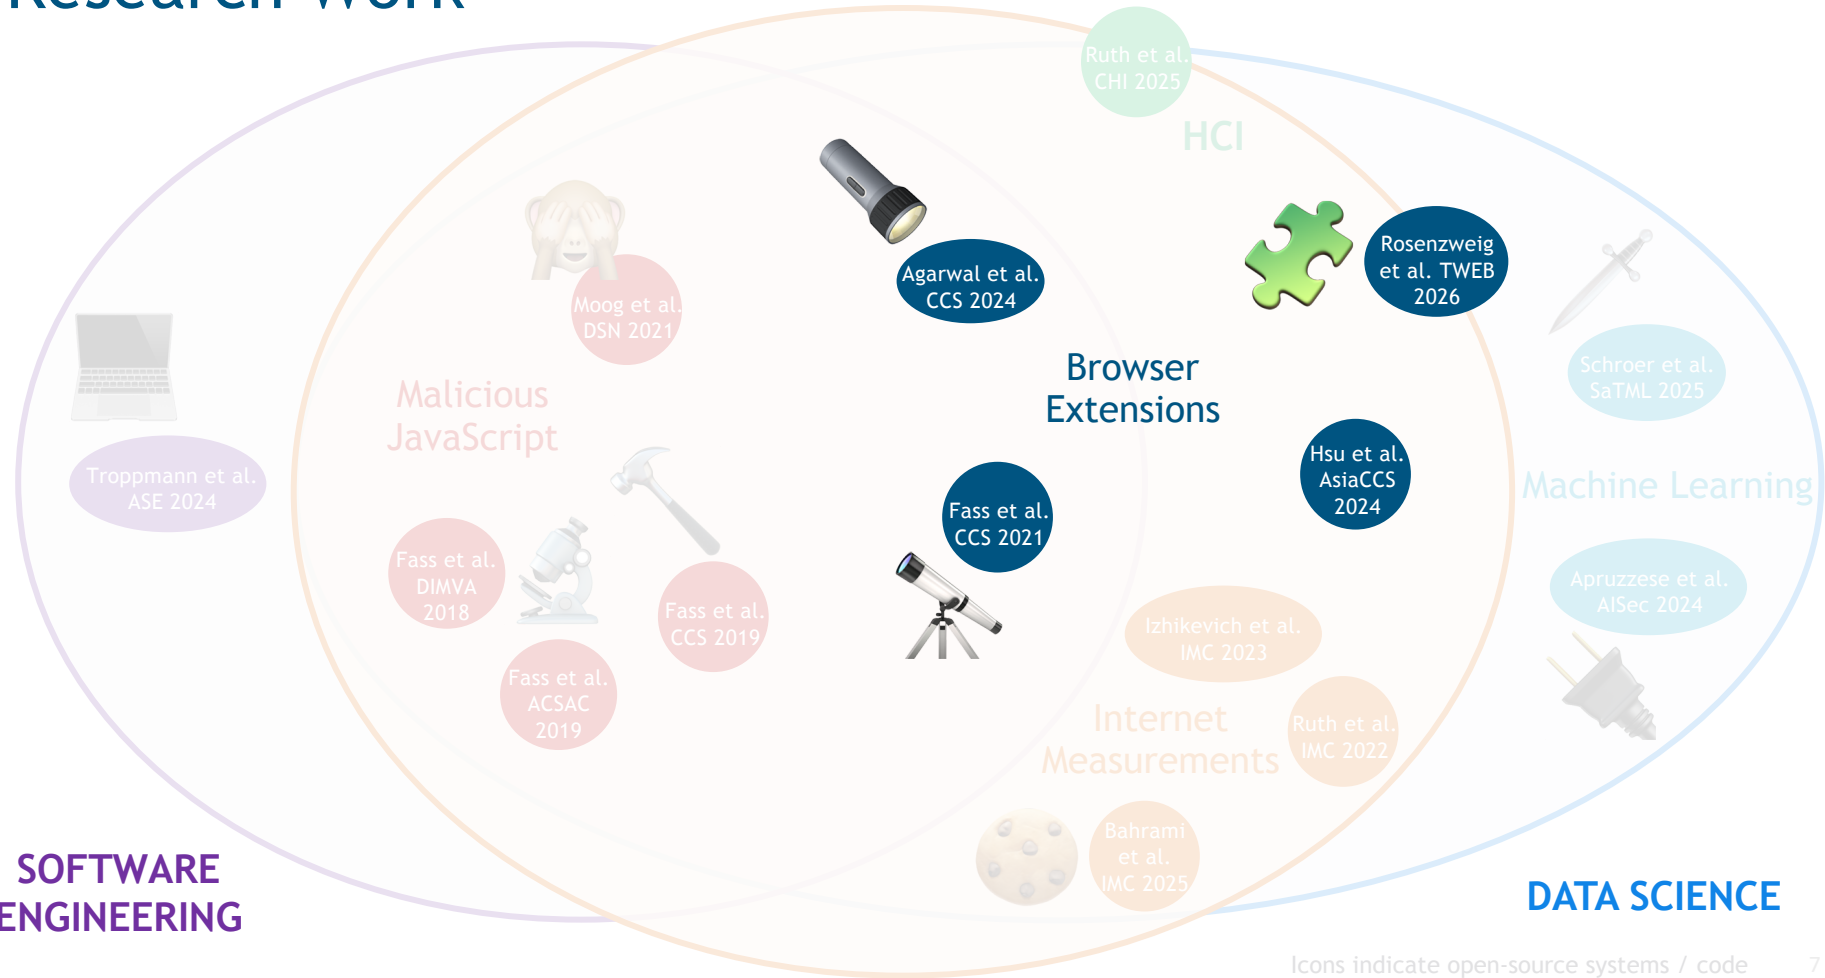 Research Work
Ruth et al.
CHI 2025
HCI
Agarwal et al.
CCS 2024
Rosenzweig
et al. TWEB
2026
Moog et al.
DSN 2021
Browser
Extensions
Schroer et al.
SaTML 2025
Malicious
JavaScript
Troppmann et al.
ASE 2024
Hsu et al.
AsiaCCS
2024
Machine Learning
Fass et al.
CCS 2021
Fass et al.
DIMVA
2018
Fass et al.
CCS 2019
Apruzzese et al.
AISec 2024
Izhikevich et al.
IMC 2023
Fass et al.
ACSAC
2019
Internet
Measurements
Ruth et al.
IMC 2022
Bahrami
et al.
IMC 2025
SOFTWARE
ENGINEERING
DATA SCIENCE
Icons indicate open-source systems / code
7